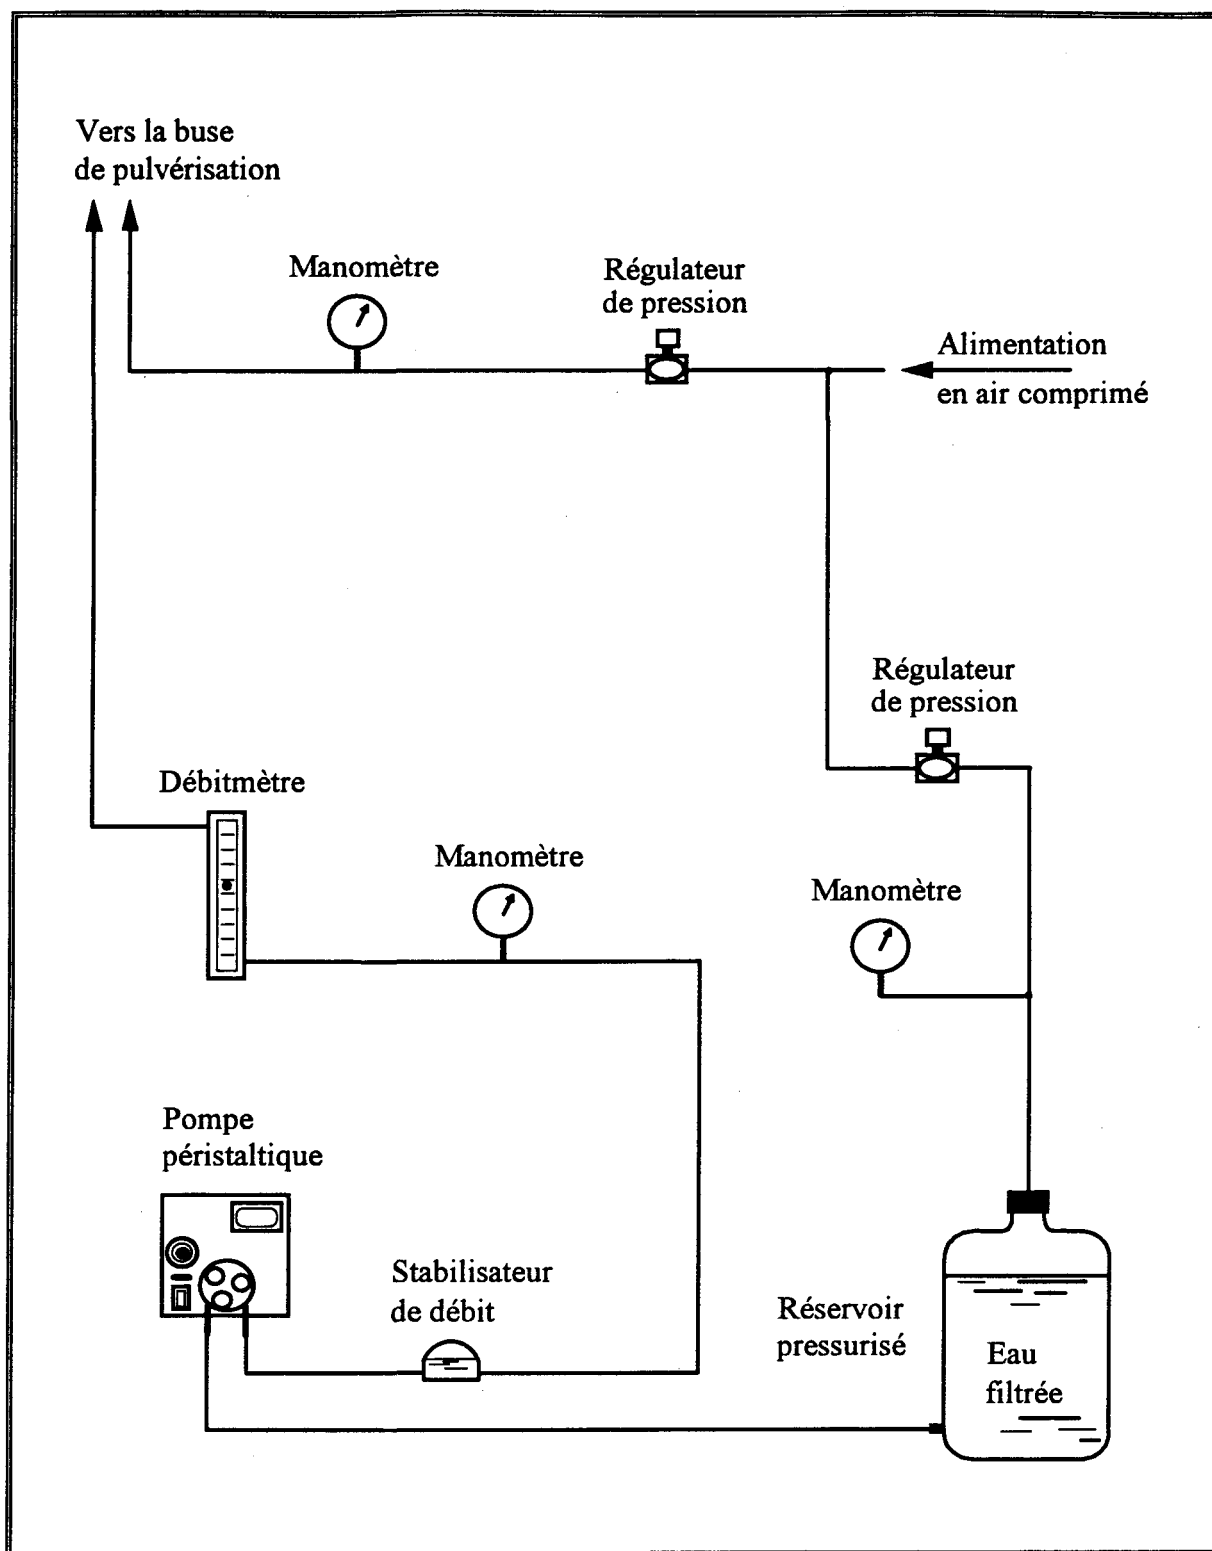 Vers la buse
de pulvérisation
Manomètre
Régulateur
de pression
Alimentation
en air comprimé
Régulateur
de pression
Débitmètre
Manomètre
Manomètre
Pompe
péristaltique
Stabilisateur
de débit
Réservoir
pressurisé
Eau
filtrée